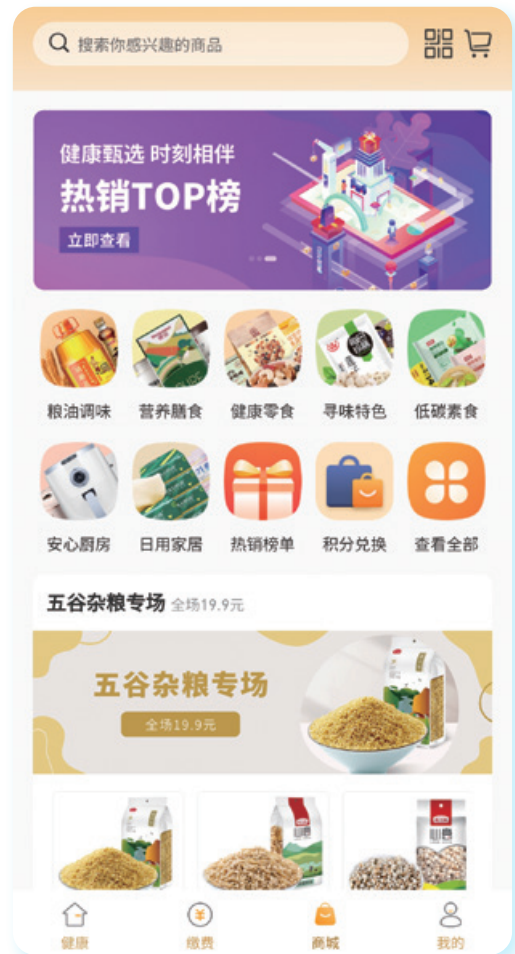 搜索你感兴趣的商品
健康甄选 时刻相伴
热销TOP榜
立即查看
粮油调味 营养膳食 健康零食 寻味特色 低碳素食
安心厨房 日用家居 热销榜单 积分兑换 查看全部
五谷杂粮专场 全场19.9元
五谷杂粮专场
全场19.9元
健康 缴费 商城 我的